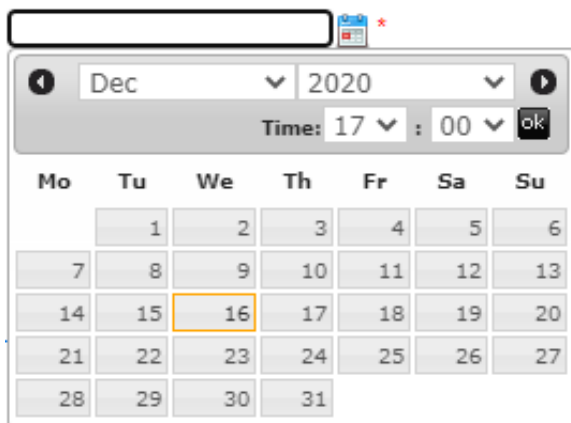 *
Dec 2020
Time: 17 : 00 ok
Mo Tu We Th Fr Sa Su
1 2 3 4 5 6
7 8 9 10 11 12 13
14 15 16 17 18 19 20
21 22 23 24 25 26 27
28 29 30 31